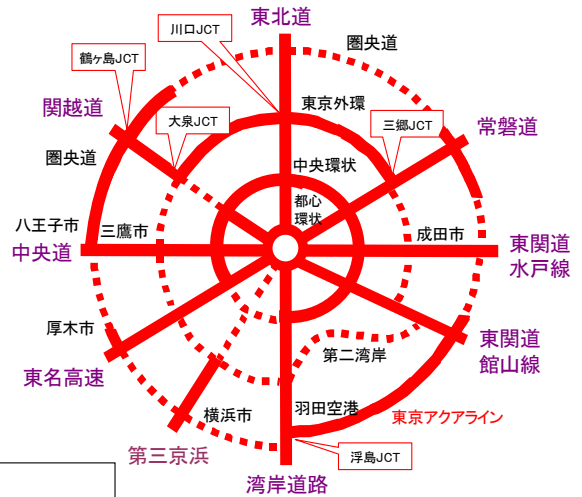 東北道
川口JCT
圏央道
鶴ヶ島JCT
関越道
大泉JCT
東京外環
三郷JCT
常磐道
圏央道
中央環状
都心
環状
八王子市
三鷹市
成田市
中央道
東関道
水戸線
厚木市
第二湾岸
東関道
館山線
東名高速
横浜市
羽田空港
東京アクアライン
第三京浜
浮島JCT
湾岸道路